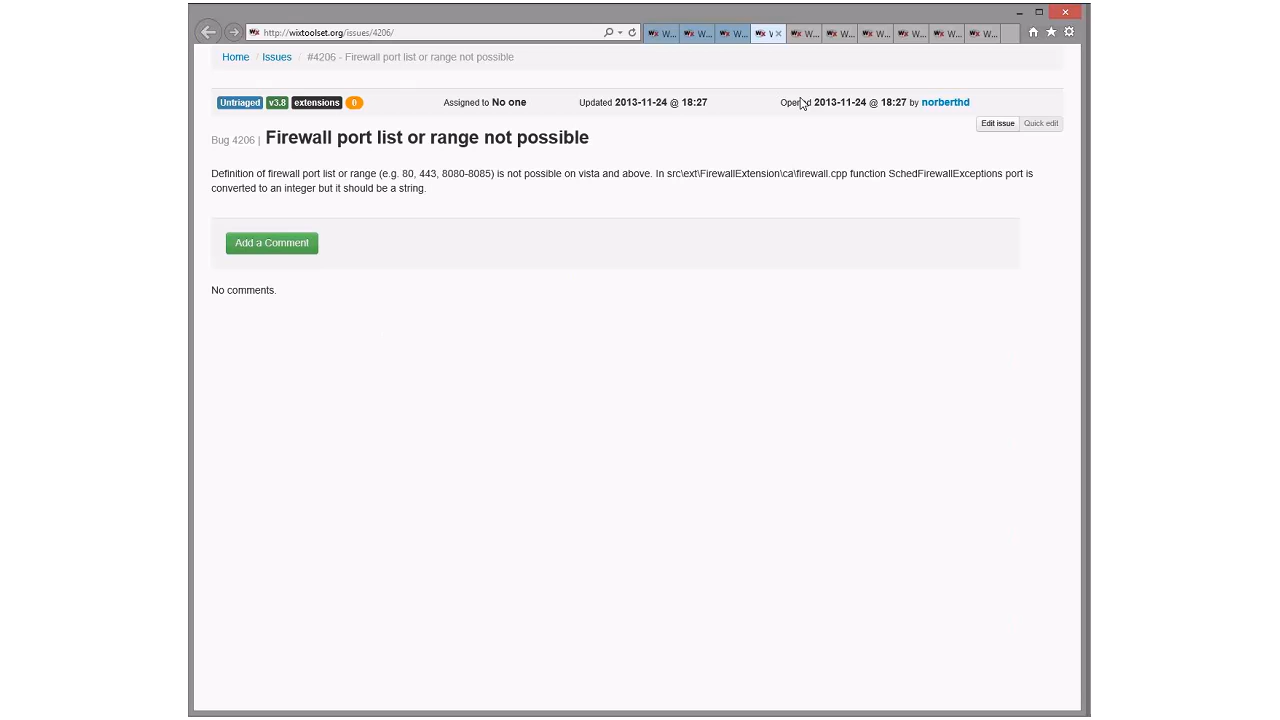 http://wixtoolset.org/issues/4206/
W... W... W... W W... W... W... W... W... W...
Home / Issues / #4206 - Firewall port list or range not possible
Untriaged v3.8 extensions 0 Assigned to No one Updated 2013-11-24 @ 18:27 Opened 2013-11-24 @ 18:27 by norberthd
Edit issue Quick edit
Bug 4206 | Firewall port list or range not possible
Definition of firewall port list or range (e.g. 80, 443, 8080-8085) is not possible on vista and above. In src\ext\FirewallExtension\ca\firewall.cpp function SchedFirewallExceptions port is
converted to an integer but it should be a string.
Add a Comment
No comments.